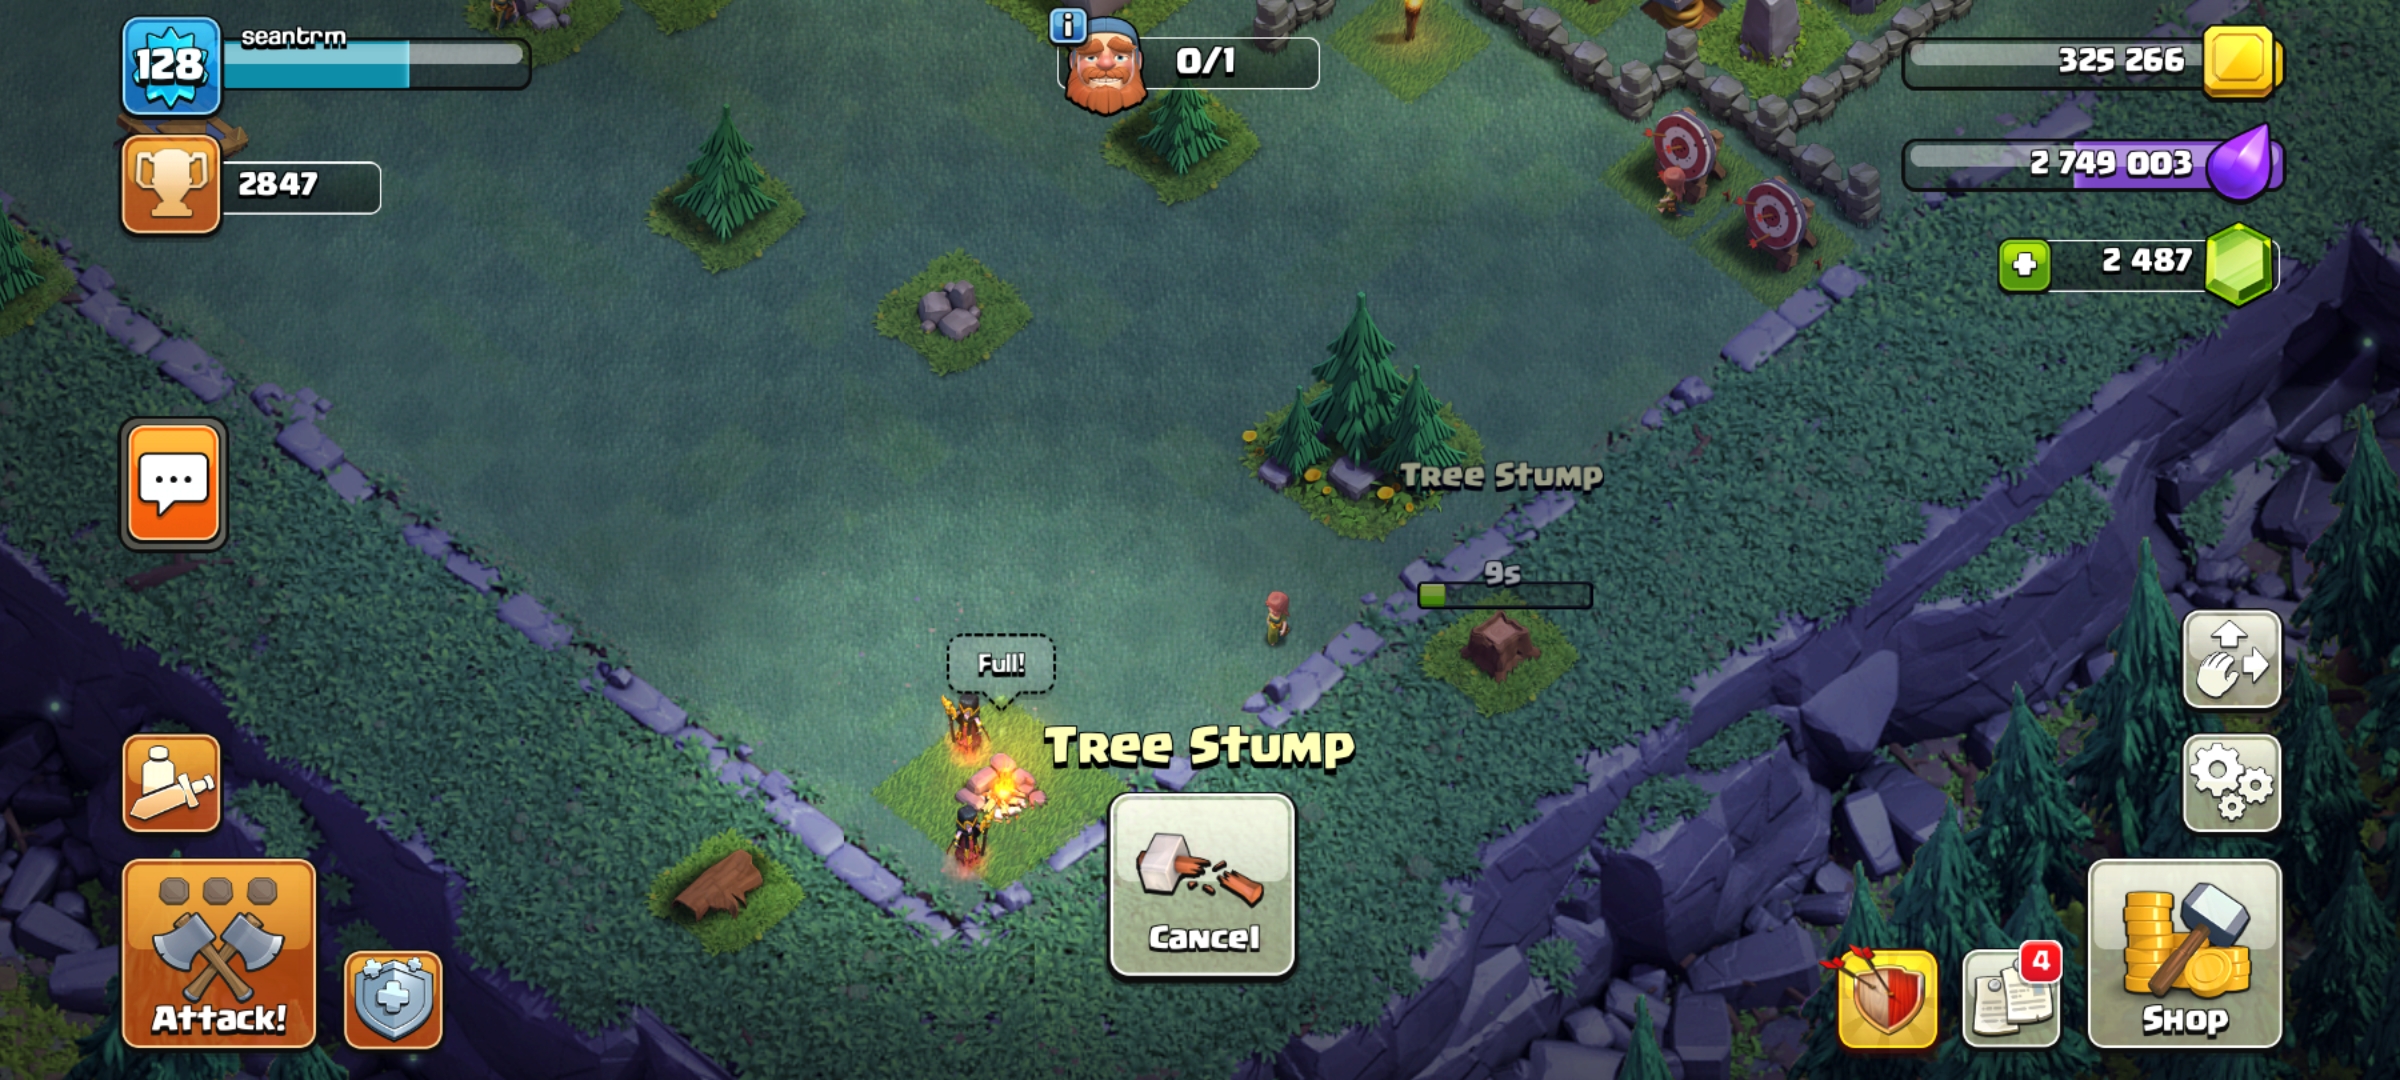 128
seantrm
i
0/1
325 266
2847
2 749 003
2 487
Tree Stump
9s
Full!
Tree Stump
Cancel
4
Attack!
Shop